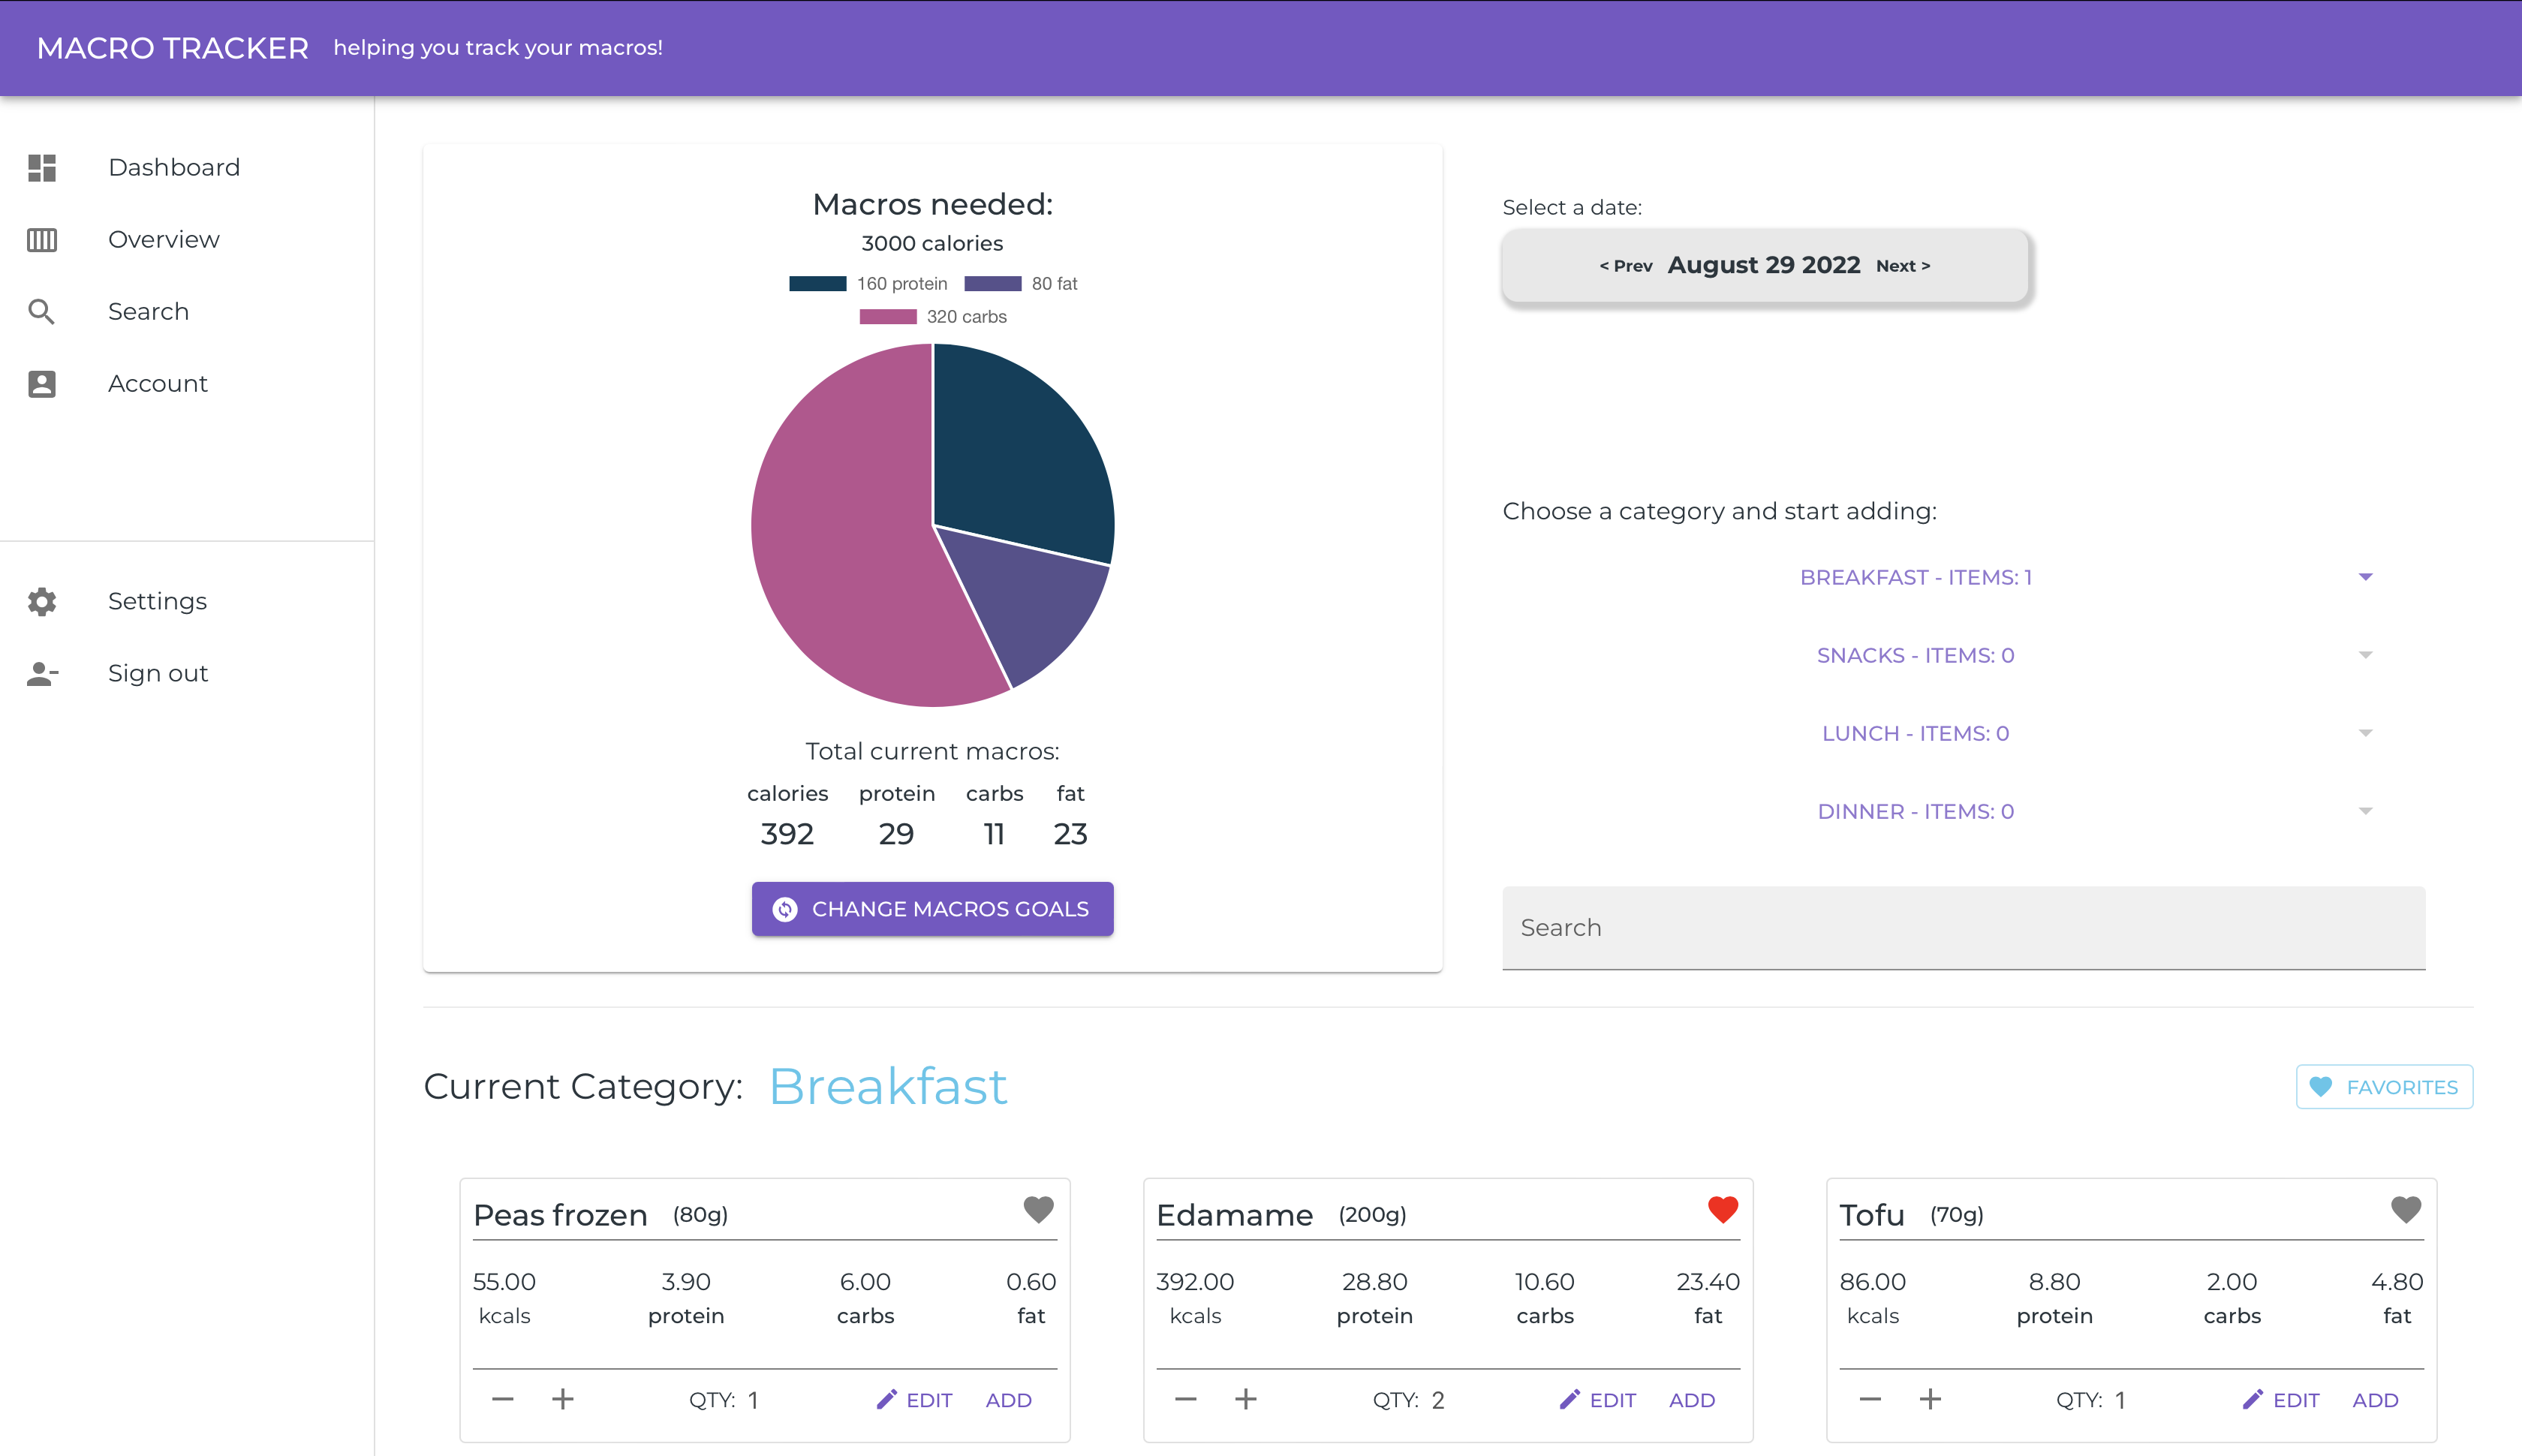 MACRO TRACKER helping you track your macros!
Dashboard
Overview
Search
Account
Settings
Sign out
Macros needed:
3000 calories
160 protein 80 fat
320 carbs
Total current macros:
calories protein carbs fat
392 29 11 23
CHANGE MACROS GOALS
Select a date:
< Prev August 29 2022 Next >
Choose a category and start adding:
BREAKFAST - ITEMS: 1
SNACKS - ITEMS: 0
LUNCH - ITEMS: 0
DINNER - ITEMS: 0
Search
Current Category: Breakfast
FAVORITES
Peas frozen (80g)
55.00 3.90 6.00 0.60
kcals protein carbs fat
QTY: 1 EDIT ADD
Edamame (200g)
392.00 28.80 10.60 23.40
kcals protein carbs fat
QTY: 2 EDIT ADD
Tofu (70g)
86.00 8.80 2.00 4.80
kcals protein carbs fat
QTY: 1 EDIT ADD